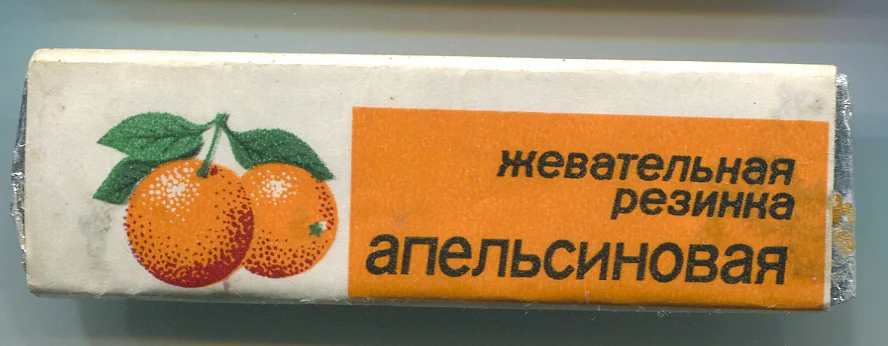 жевательная
резинка
апельсиновая